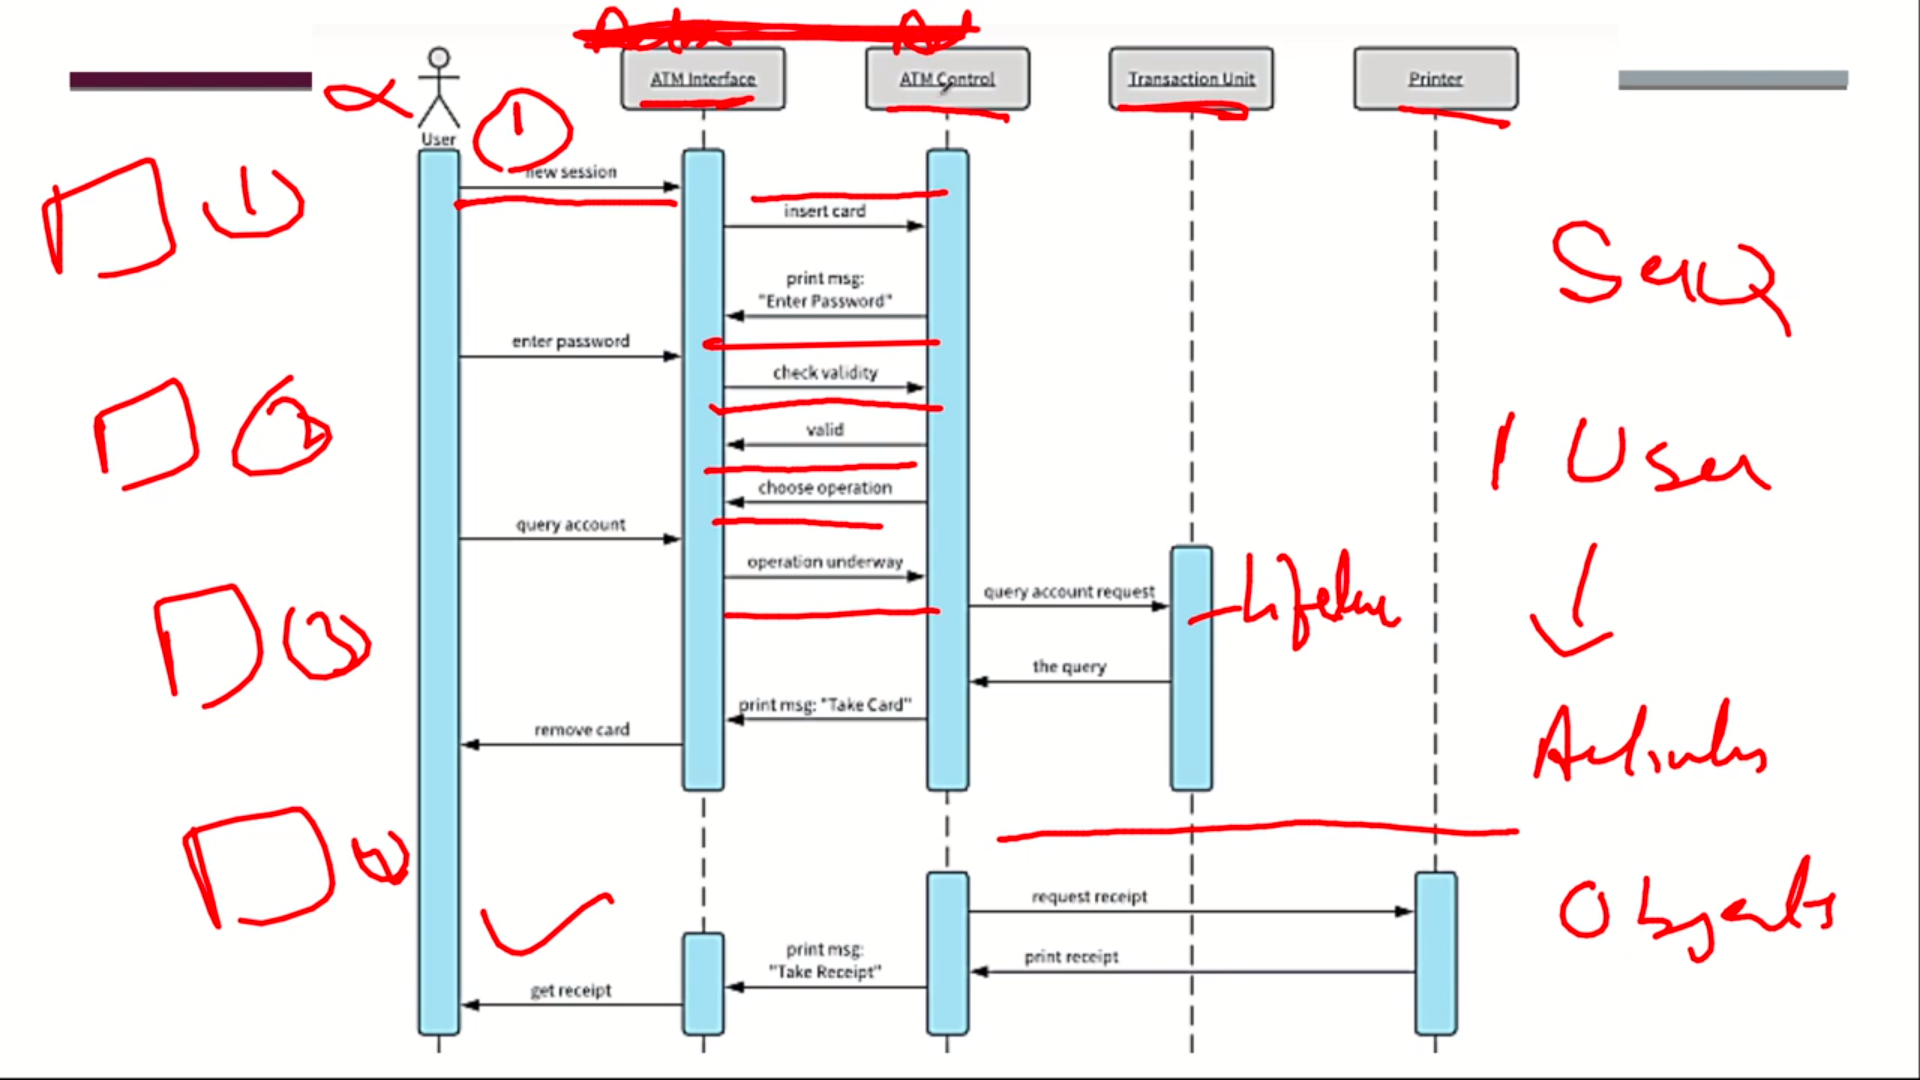 ATM Interface
ATM Control
Transaction Unit
Printer
User
1
new session
1
insert card
print msg:
"Enter Password"
enter password
check validity
valid
choose operation
query account
operation underway
query account request
the query
print msg: "Take Card"
remove card
request receipt
print msg:
"Take Receipt"
print receipt
get receipt
2
3
4
SeQ
1 User
Objects